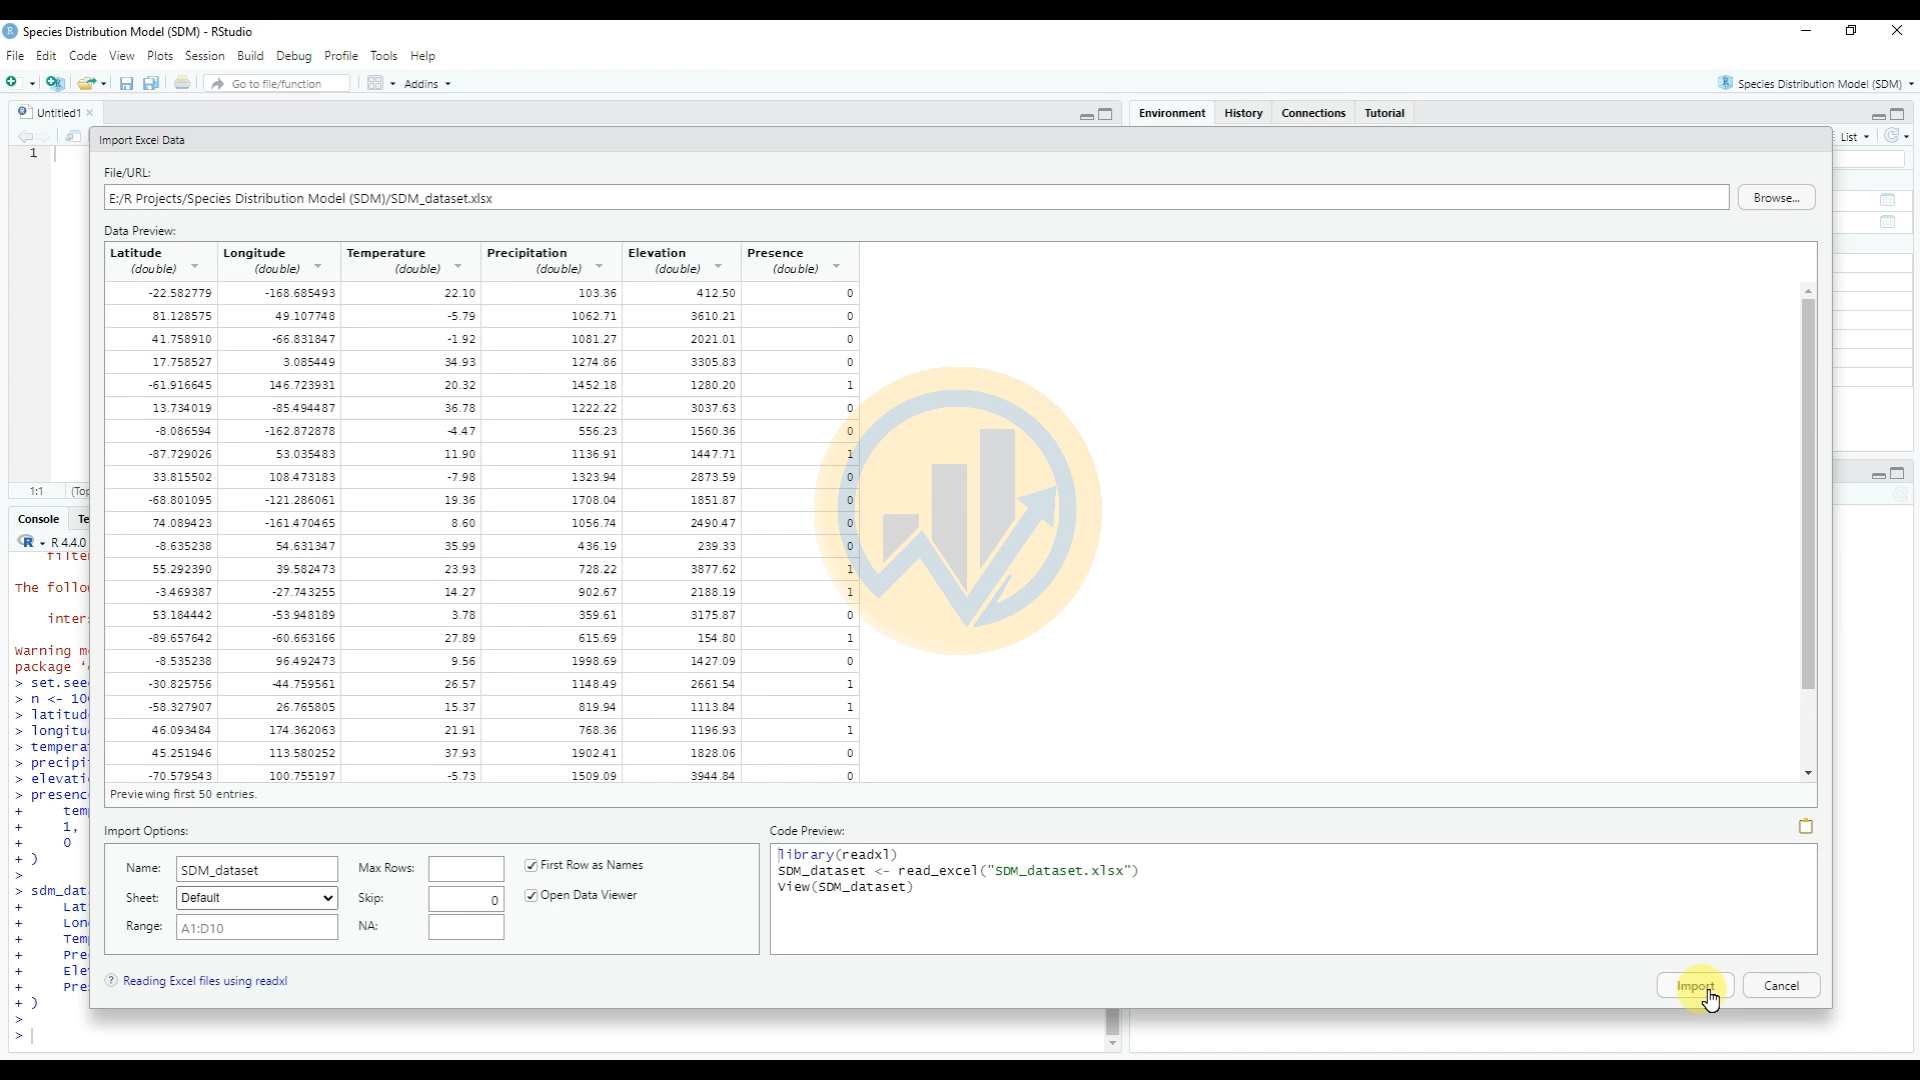 Species Distribution Model (SDM) - RStudio
File Edit Code View Plots Session Build Debug Profile Tools Help
Go to file/function Addins Species Distribution Model (SDM)
Untitled1 Environment History Connections Tutorial
List
1
Import Excel Data
File/URL:
E:/R Projects/Species Distribution Model (SDM)/SDM_dataset.xlsx Browse...
Data Preview:
Latitude Longitude Temperature Precipitation Elevation Presence
(double) (double) (double) (double) (double) (double)
-22.582779 -168.685493 22.10 103.36 412.50 0
81.128575 49.107748 -5.79 1062.71 3610.21 0
41.758910 -66.831847 -1.92 1081.27 2021.01 0
17.758527 3.085449 34.93 1274.86 3305.83 0
-61.916645 146.723931 20.32 1452.18 1280.20 1
13.734019 -85.494487 36.78 1222.22 3037.63 0
-8.086594 -162.872878 -4.47 556.23 1560.36 0
-87.729026 53.035483 11.90 1136.91 1447.71 1
33.815502 108.473183 -7.98 1323.94 2873.59 0
-68.801095 -121.286061 19.36 1708.04 1851.87 0
74.089423 -161.470465 8.60 1056.74 2490.47 0
-8.635238 54.631347 35.99 436.19 239.33 0
55.292390 39.582473 23.93 728.22 3877.62 1
-3.469387 -27.743255 14.27 902.67 2188.19 1
53.184442 -53.948189 3.78 359.61 3175.87 0
-89.657642 -60.663166 27.89 615.69 154.80 1
-8.535238 96.492473 9.56 1998.69 1427.09 0
-30.825756 -44.759561 26.57 1148.49 2661.54 1
-58.327907 26.765805 15.37 819.94 1113.84 1
46.093484 174.362063 21.91 768.36 1196.93 1
45.251946 113.580252 37.93 1902.41 1828.06 0
-70.579543 100.755197 -5.73 1509.09 3944.84 0
Previewing first 50 entries.
Import Options:
Name: SDM_dataset Max Rows: First Row as Names
Sheet: Default Skip: 0 Open Data Viewer
Range: A1:D10 NA:
Code Preview:
library(readxl)
SDM_dataset <- read_excel("SDM_dataset.xlsx")
View(SDM_dataset)
Reading Excel files using readxl
Import Cancel
1:1 (Top
Console Te
R 4.4.0
filte
The follo
inter
Warning m
package ‘
> set.see
> n <- 10
> latitud
> longitu
> tempera
> precipi
> elevati
> presenc
+ tem
+ 1,
+ 0
+ )
>
> sdm_dat
+ Lat
+ Lon
+ Tem
+ Pre
+ Ele
+ Pre
+ )
>
>